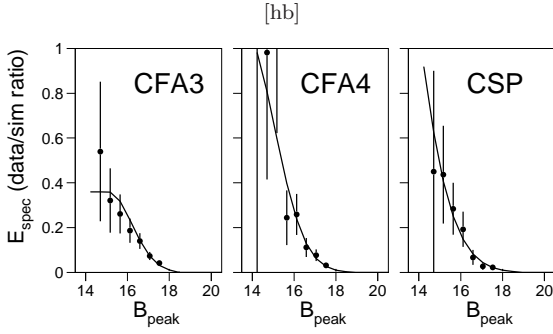 [hb]
CFA3 CFA4 CSP
E_spec (data/sim ratio)
1
0.8
0.6
0.4
0.2
0
14 16 18 20 14 16 18 20 14 16 18 20
B_peak B_peak B_peak